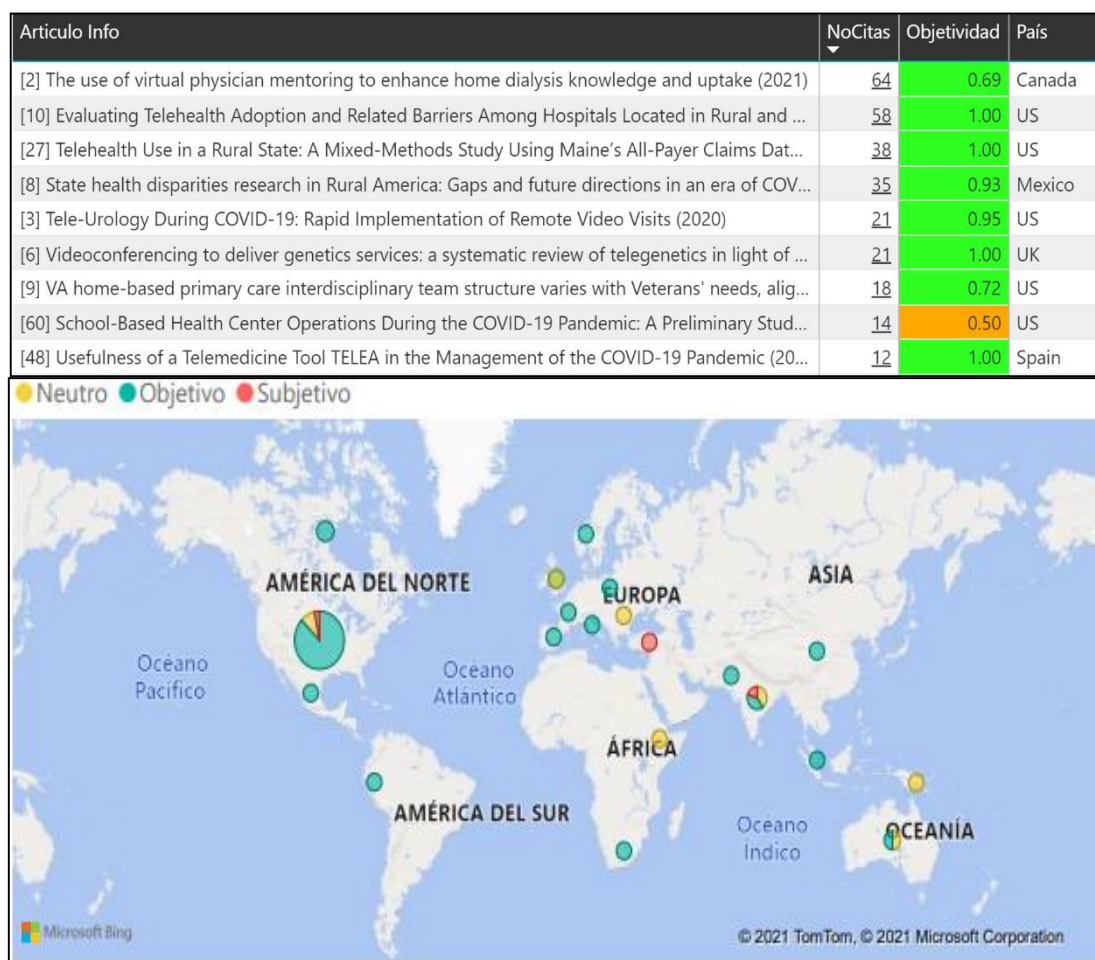 Articulo Info NoCitas Objetividad País
[2] The use of virtual physician mentoring to enhance home dialysis knowledge and uptake (2021) 64 0.69 Canada
[10] Evaluating Telehealth Adoption and Related Barriers Among Hospitals Located in Rural and ... 58 1.00 US
[27] Telehealth Use in a Rural State: A Mixed-Methods Study Using Maine’s All-Payer Claims Dat... 38 1.00 US
[8] State health disparities research in Rural America: Gaps and future directions in an era of COV... 35 0.93 Mexico
[3] Tele-Urology During COVID-19: Rapid Implementation of Remote Video Visits (2020) 21 0.95 US
[6] Videoconferencing to deliver genetics services: a systematic review of telegenetics in light of ... 21 1.00 UK
[9] VA home-based primary care interdisciplinary team structure varies with Veterans' needs, alig... 18 0.72 US
[60] School-Based Health Center Operations During the COVID-19 Pandemic: A Preliminary Stud... 14 0.50 US
[48] Usefulness of a Telemedicine Tool TELEA in the Management of the COVID-19 Pandemic (20... 12 1.00 Spain
Neutro Objetivo Subjetivo
AMÉRICA DEL NORTE
EUROPA
ASIA
Océano
Pacífico
Océano
Atlántico
ÁFRICA
AMÉRICA DEL SUR
Océano
Índico
OCEANÍA
Microsoft Bing
© 2021 TomTom, © 2021 Microsoft Corporation